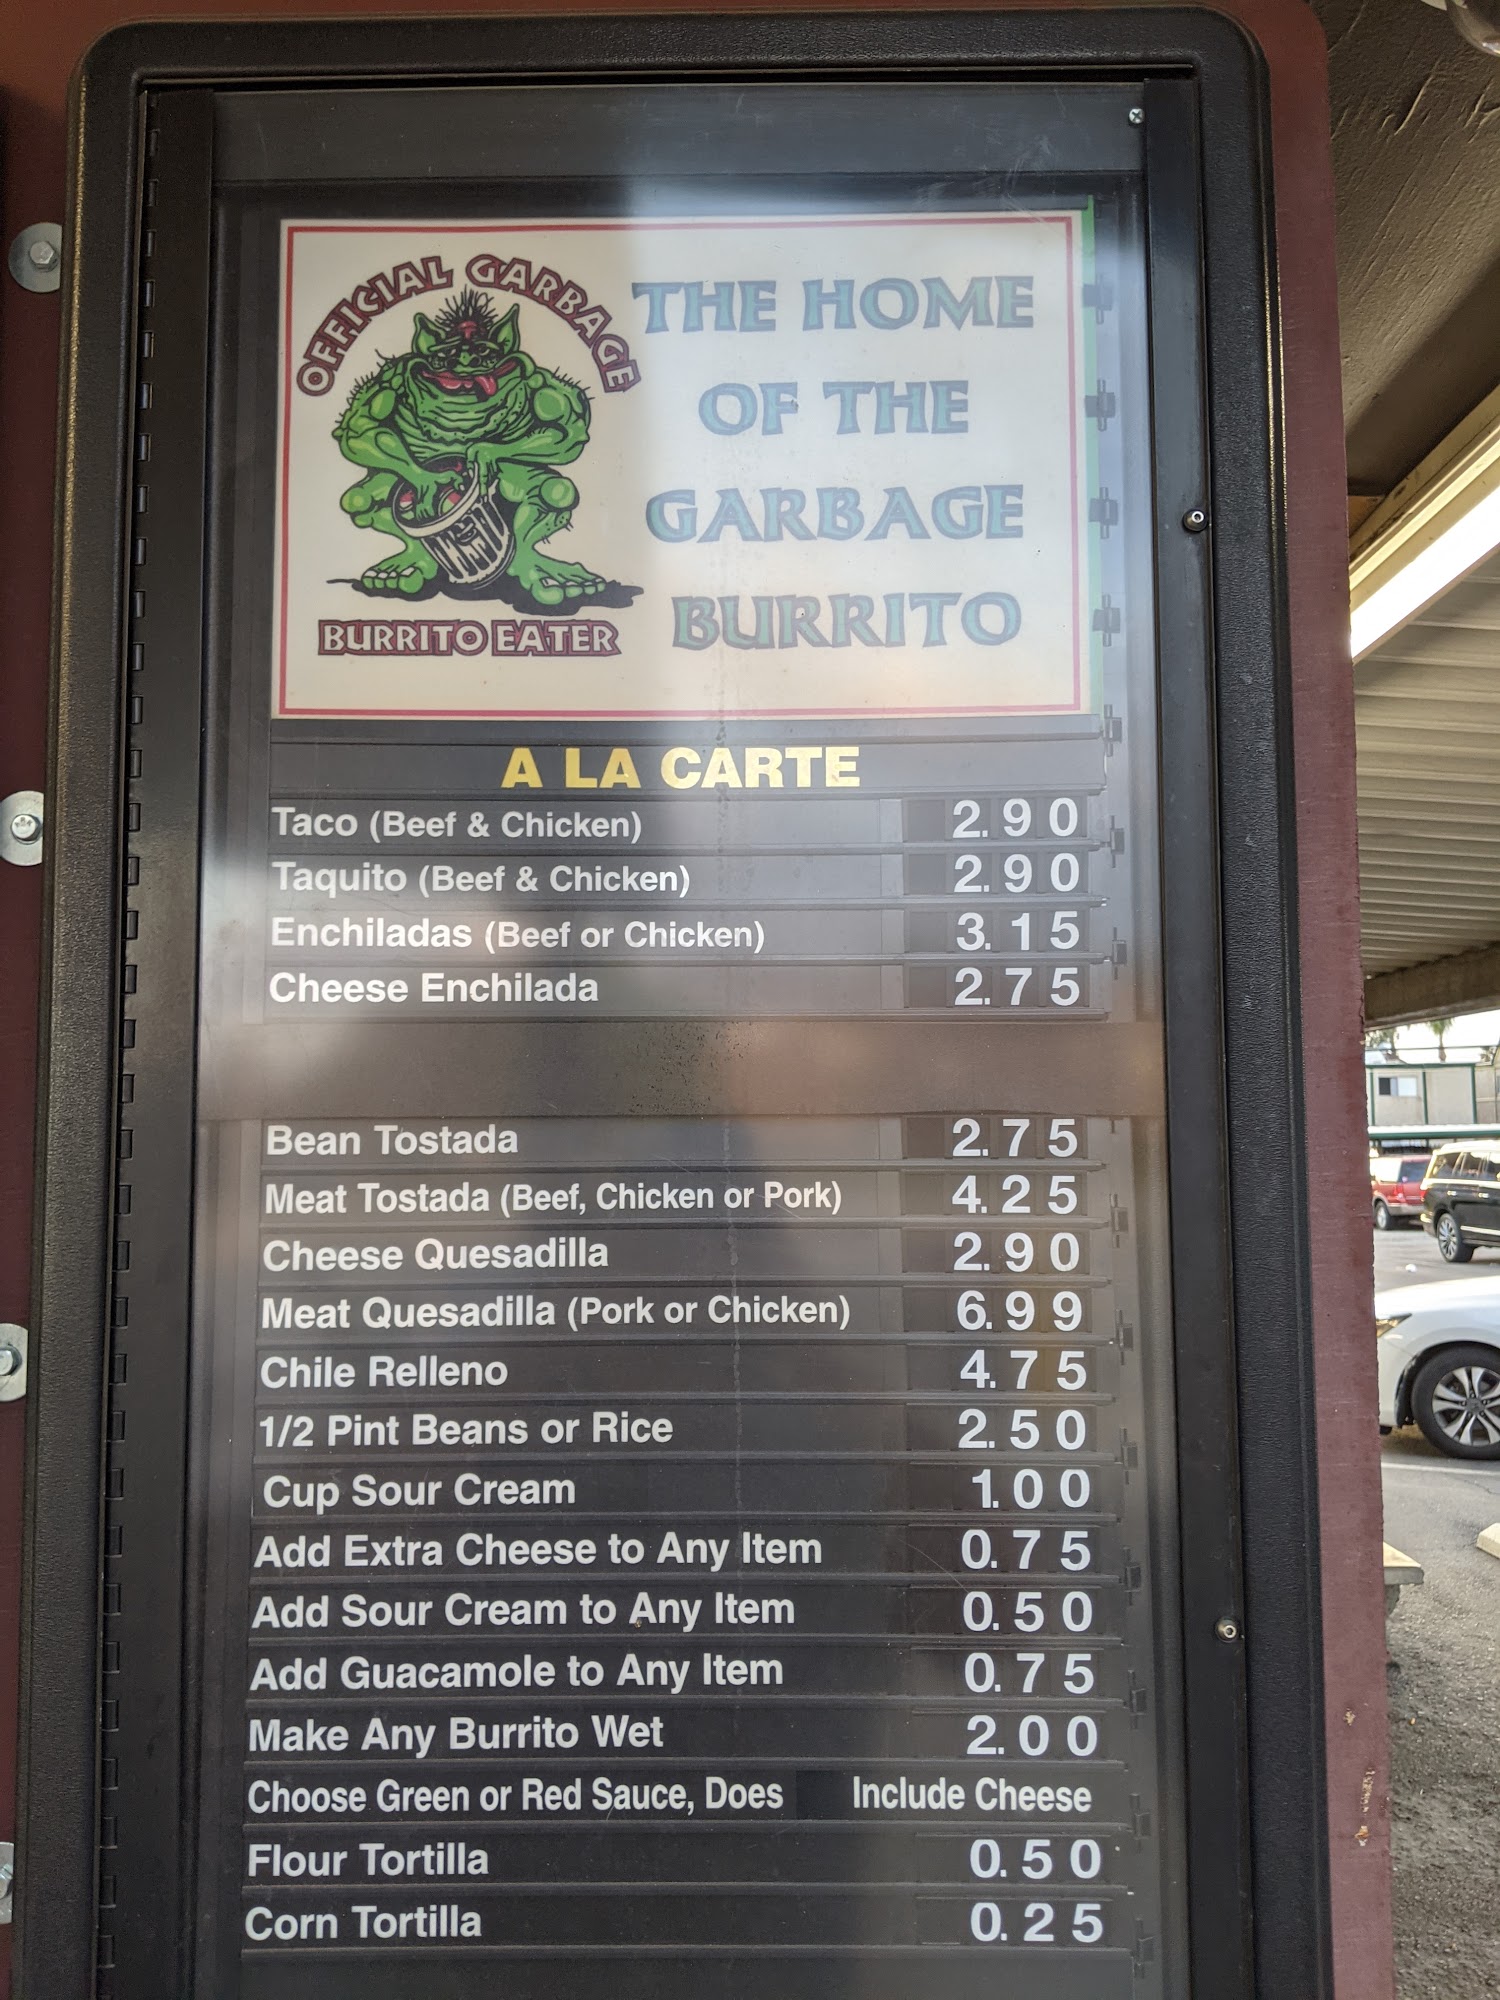 OFFICIAL GARBAGE
BURRITO EATER
THE HOME
OF THE
GARBAGE
BURRITO
A LA CARTE
Taco (Beef & Chicken) 2.90
Taquito (Beef & Chicken) 2.90
Enchiladas (Beef or Chicken) 3.15
Cheese Enchilada 2.75
Bean Tostada 2.75
Meat Tostada (Beef, Chicken or Pork) 4.25
Cheese Quesadilla 2.90
Meat Quesadilla (Pork or Chicken) 6.99
Chile Relleno 4.75
1/2 Pint Beans or Rice 2.50
Cup Sour Cream 1.00
Add Extra Cheese to Any Item 0.75
Add Sour Cream to Any Item 0.50
Add Guacamole to Any Item 0.75
Make Any Burrito Wet 2.00
Choose Green or Red Sauce, Does Include Cheese
Flour Tortilla 0.50
Corn Tortilla 0.25